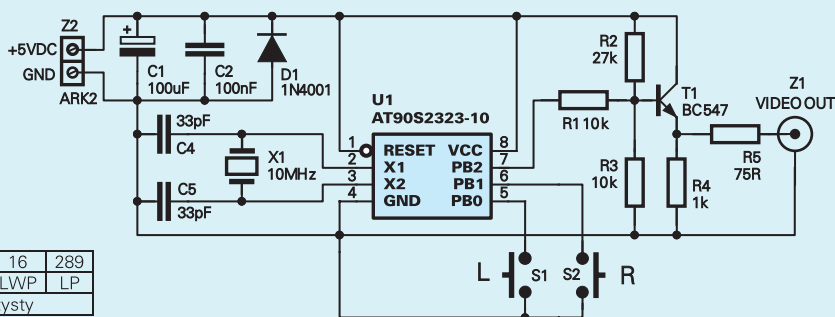 Z2
+5VDC
GND
ARK2
+
C1
100uF
C2
100nF
D1
1N4001
33pF
C4
C5
33pF
X1
10MHz
U1
AT90S2323-10
1 RESET VCC 8
2 X1 PB2 7
3 X2 PB1 6
4 GND PB0 5
R1 10k
R2
27k
R3
10k
T1
BC547
R4
1k
R5
75R
Z1
VIDEO OUT
L S1 S2 R
16 289
LWP LP
ysty